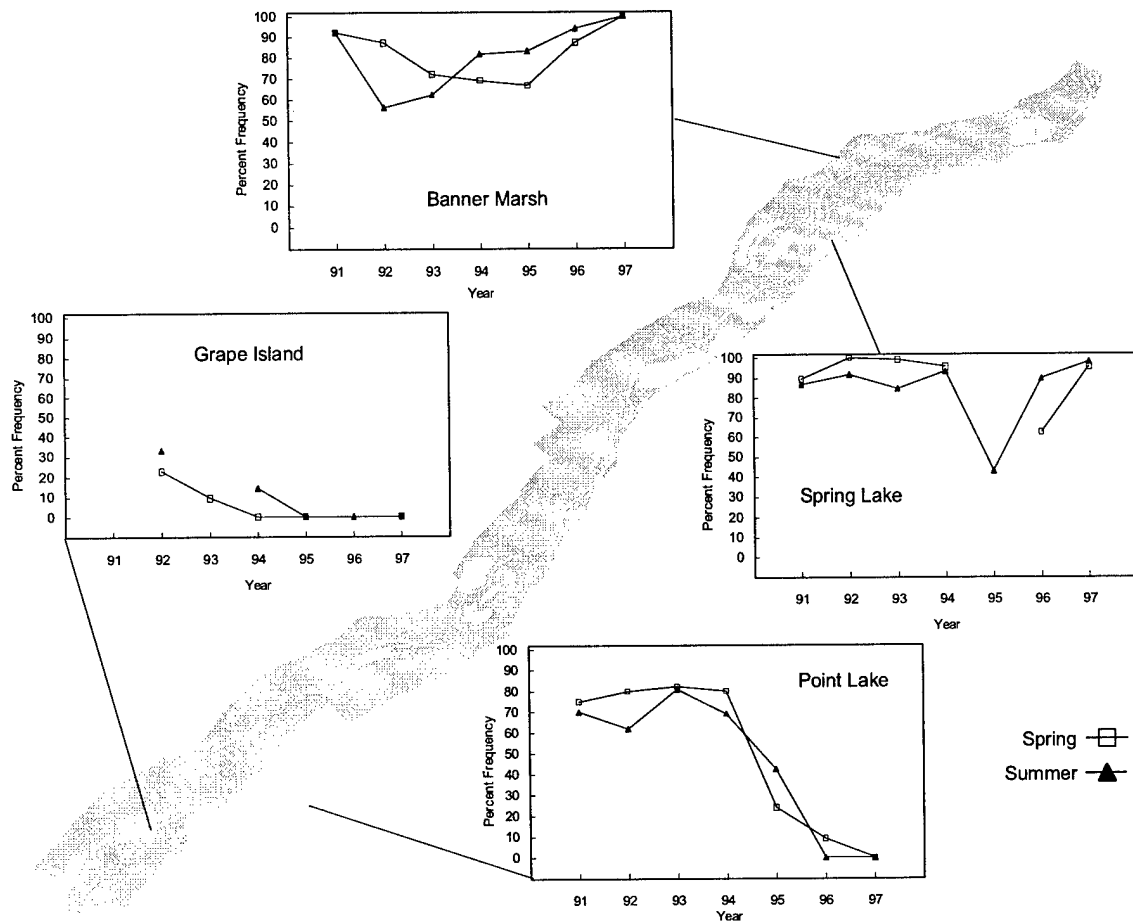 100
90
80
70
60
50
40
30
20
10
0
Percent Frequency
Banner Marsh
91 92 93 94 95 96 97
Year
100
90
80
70
60
50
40
30
20
10
0
Percent Frequency
Grape Island
91 92 93 94 95 96 97
Year
100
90
80
70
60
50
40
30
20
10
0
Percent Frequency
Spring Lake
91 92 93 94 95 96 97
Year
100
90
80
70
60
50
40
30
20
10
0
Percent Frequency
Point Lake
91 92 93 94 95 96 97
Year
Spring
Summer